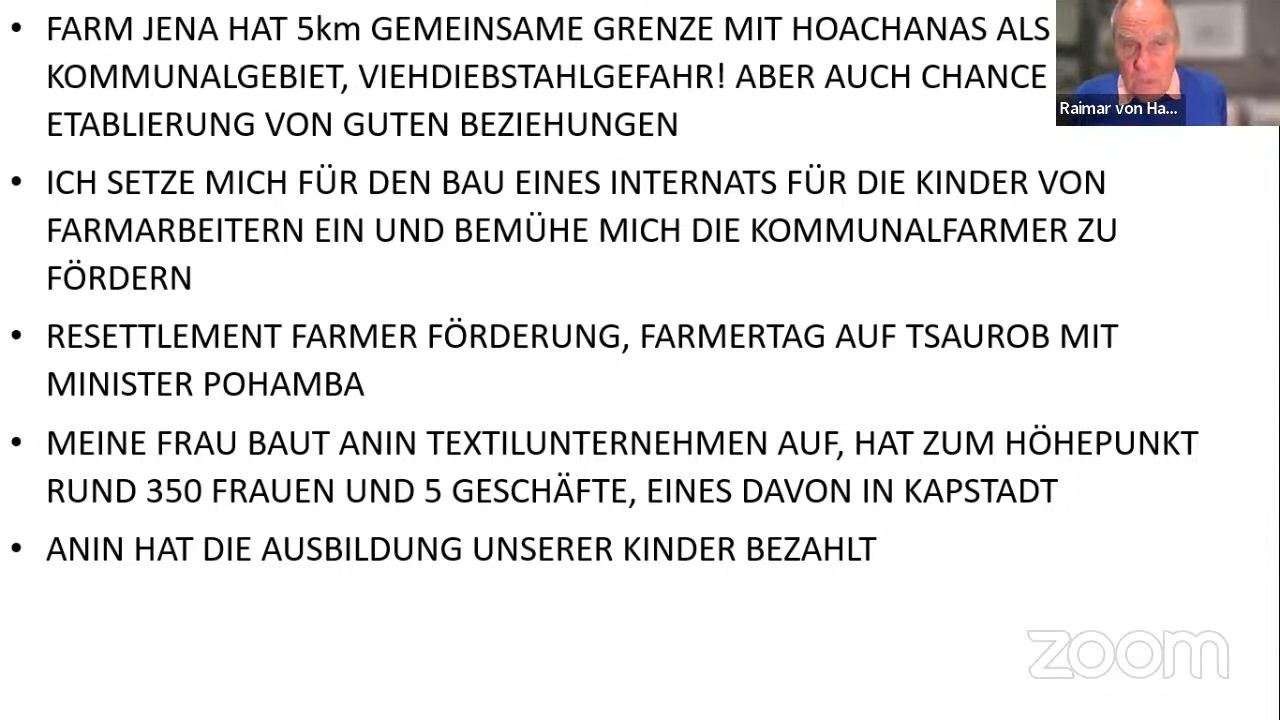 • FARM JENA HAT 5km GEMEINSAME GRENZE MIT HOACHANAS ALS
KOMMUNALGEBIET, VIEHDIEBSTAHLGEFAHR! ABER AUCH CHANCE
ETABLIERUNG VON GUTEN BEZIEHUNGEN
• ICH SETZE MICH FÜR DEN BAU EINES INTERNATS FÜR DIE KINDER VON
FARMARBEITERN EIN UND BEMÜHE MICH DIE KOMMUNALFARMER ZU
FÖRDERN
• RESETTLEMENT FARMER FÖRDERUNG, FARMERTAG AUF TSAUROB MIT
MINISTER POHAMBA
• MEINE FRAU BAUT ANIN TEXTILUNTERNEHMEN AUF, HAT ZUM HÖHEPUNKT
RUND 350 FRAUEN UND 5 GESCHÄFTE, EINES DAVON IN KAPSTADT
• ANIN HAT DIE AUSBILDUNG UNSERER KINDER BEZAHLT
Raimar von Ha...
zoom